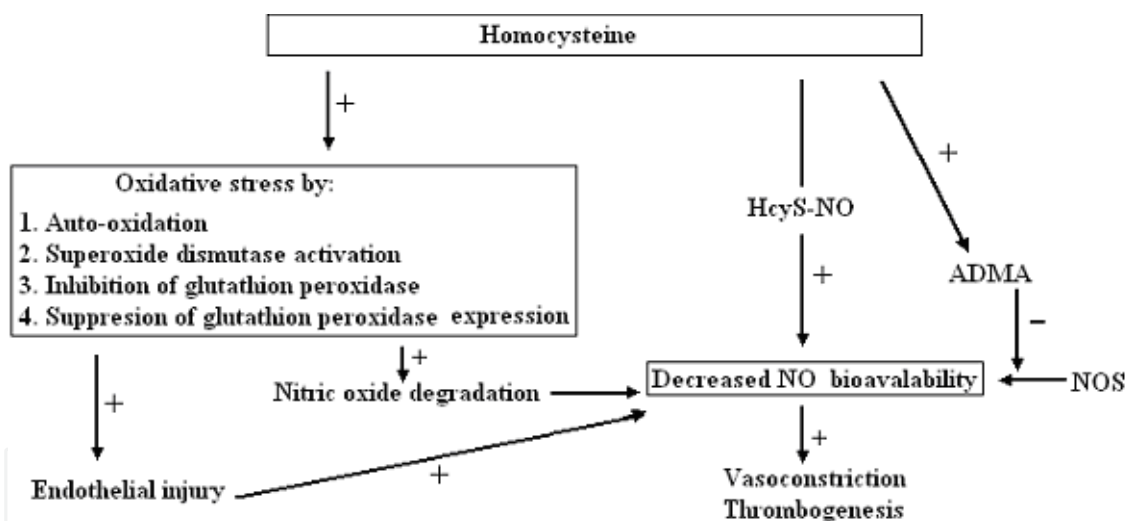 Homocysteine
+
+
Oxidative stress by:
1. Auto-oxidation
2. Superoxide dismutase activation
3. Inhibition of glutathion peroxidase
4. Suppresion of glutathion peroxidase expression
HcyS-NO
+
ADMA
−
+
Nitric oxide degradation
Decreased NO bioavalability
NOS
+
+
+
Endothelial injury
Vasoconstriction
Thrombogenesis